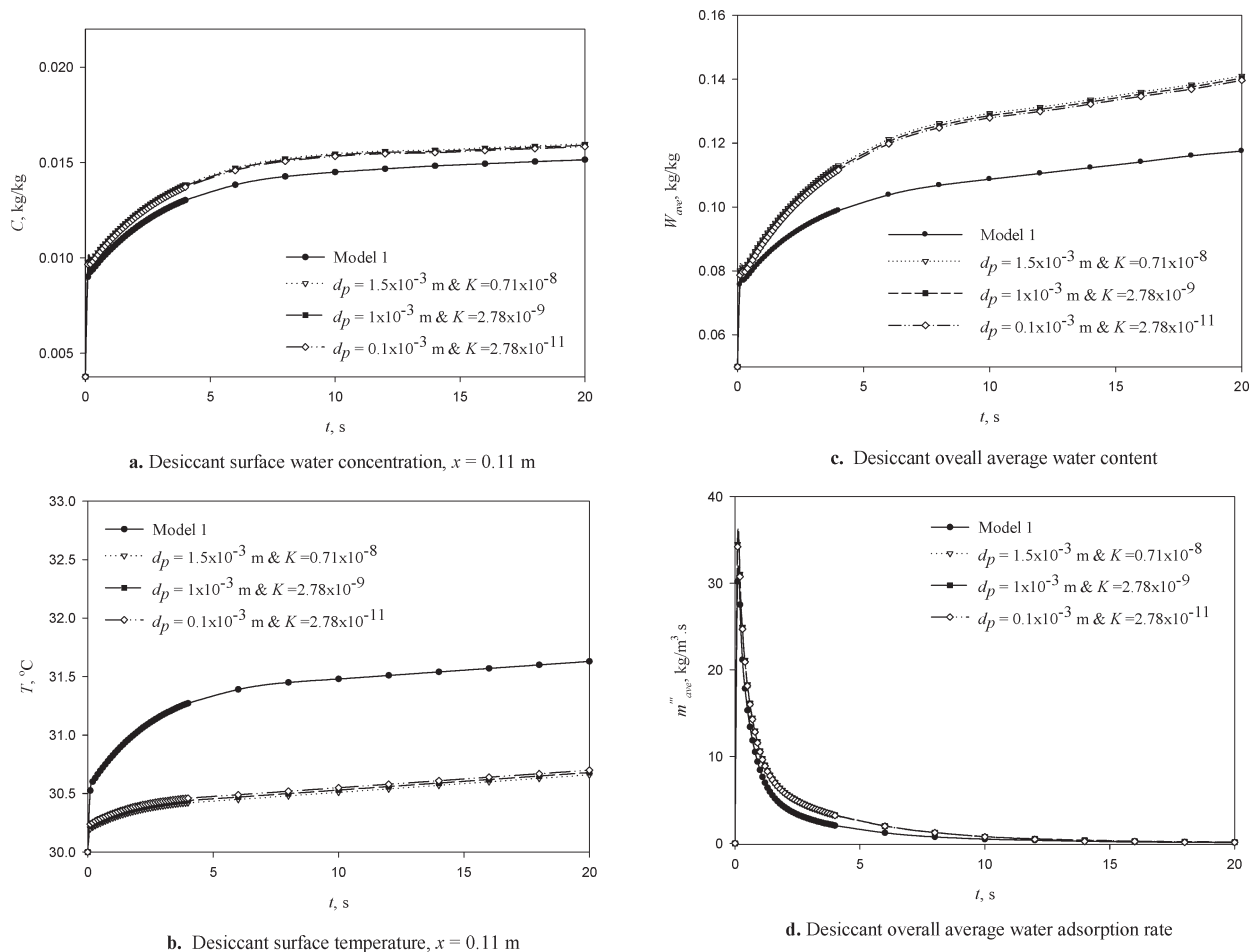 0.020
0.015
0.010
0.005
C, kg/kg
Model 1
dp = 1.5x10-3 m & K =0.71x10-8
dp = 1x10-3 m & K =2.78x10-9
dp = 0.1x10-3 m & K =2.78x10-11
0 5 10 15 20
t, s
a. Desiccant surface water concentration, x = 0.11 m
0.16
0.14
0.12
0.10
0.08
0.06
Wave, kg/kg
Model 1
dp = 1.5x10-3 m & K =0.71x10-8
dp = 1x10-3 m & K =2.78x10-9
dp = 0.1x10-3 m & K =2.78x10-11
0 5 10 15 20
t, s
c. Desiccant oveall average water content
33.0
32.5
32.0
31.5
31.0
30.5
30.0
T, oC
Model 1
dp = 1.5x10-3 m & K =0.71x10-8
dp = 1x10-3 m & K =2.78x10-9
dp = 0.1x10-3 m & K =2.78x10-11
0 5 10 15 20
t, s
b. Desiccant surface temperature, x = 0.11 m
40
30
20
10
0
m'''ave, kg/m3.s
Model 1
dp = 1.5x10-3 m & K =0.71x10-8
dp = 1x10-3 m & K =2.78x10-9
dp = 0.1x10-3 m & K =2.78x10-11
0 5 10 15 20
t, s
d. Desiccant overall average water adsorption rate